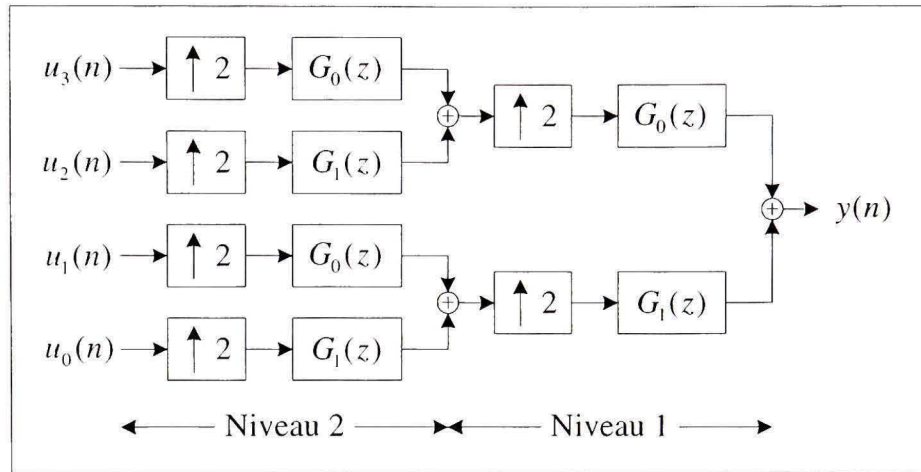 u₃(n) ↑ 2 G₀(z)
↑ 2 G₀(z)
u₂(n) ↑ 2 G₁(z)
y(n)
u₁(n) ↑ 2 G₀(z)
↑ 2 G₁(z)
u₀(n) ↑ 2 G₁(z)
Niveau 2 Niveau 1